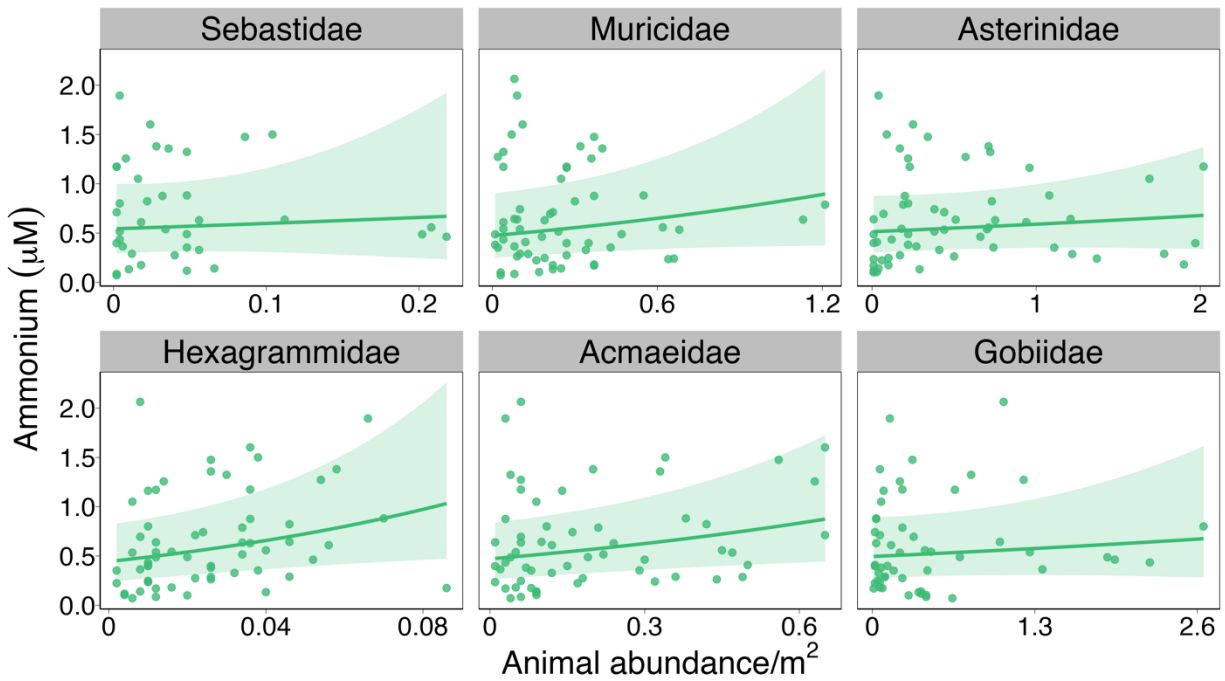 Sebastidae Muricidae Asterinidae
2.0
1.5
1.0
0.5
0.0
0 0.1 0.2 0 0.6 1.2 0 1 2
Ammonium (μM)
Hexagrammidae Acmaeidae Gobiidae
2.0
1.5
1.0
0.5
0.0
0 0.04 0.08 0 0.3 0.6 0 1.3 2.6
Animal abundance/m²